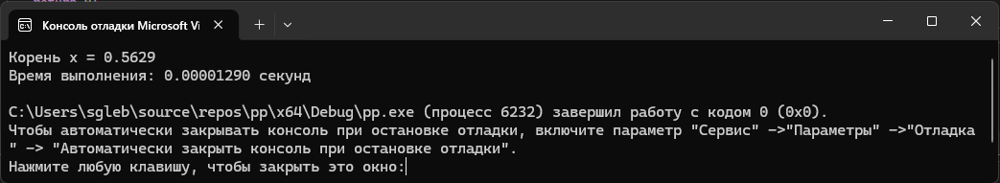 Консоль отладки Microsoft Vi
Корень x = 0.5629
Время выполнения: 0.00001290 секунд
C:\Users\sgleb\source\repos\pp\x64\Debug\pp.exe (процесс 6232) завершил работу с кодом 0 (0x0).
Чтобы автоматически закрывать консоль при остановке отладки, включите параметр "Сервис" ->"Параметры" ->"Отладка
" -> "Автоматически закрыть консоль при остановке отладки".
Нажмите любую клавишу, чтобы закрыть это окно: